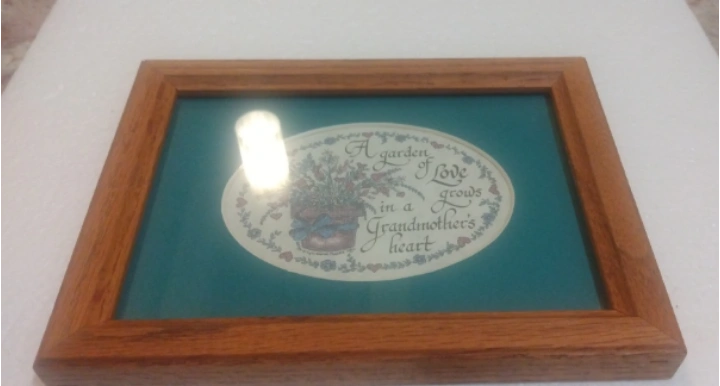 A
garden
of
Love
grows
in a
Grandmother's
heart